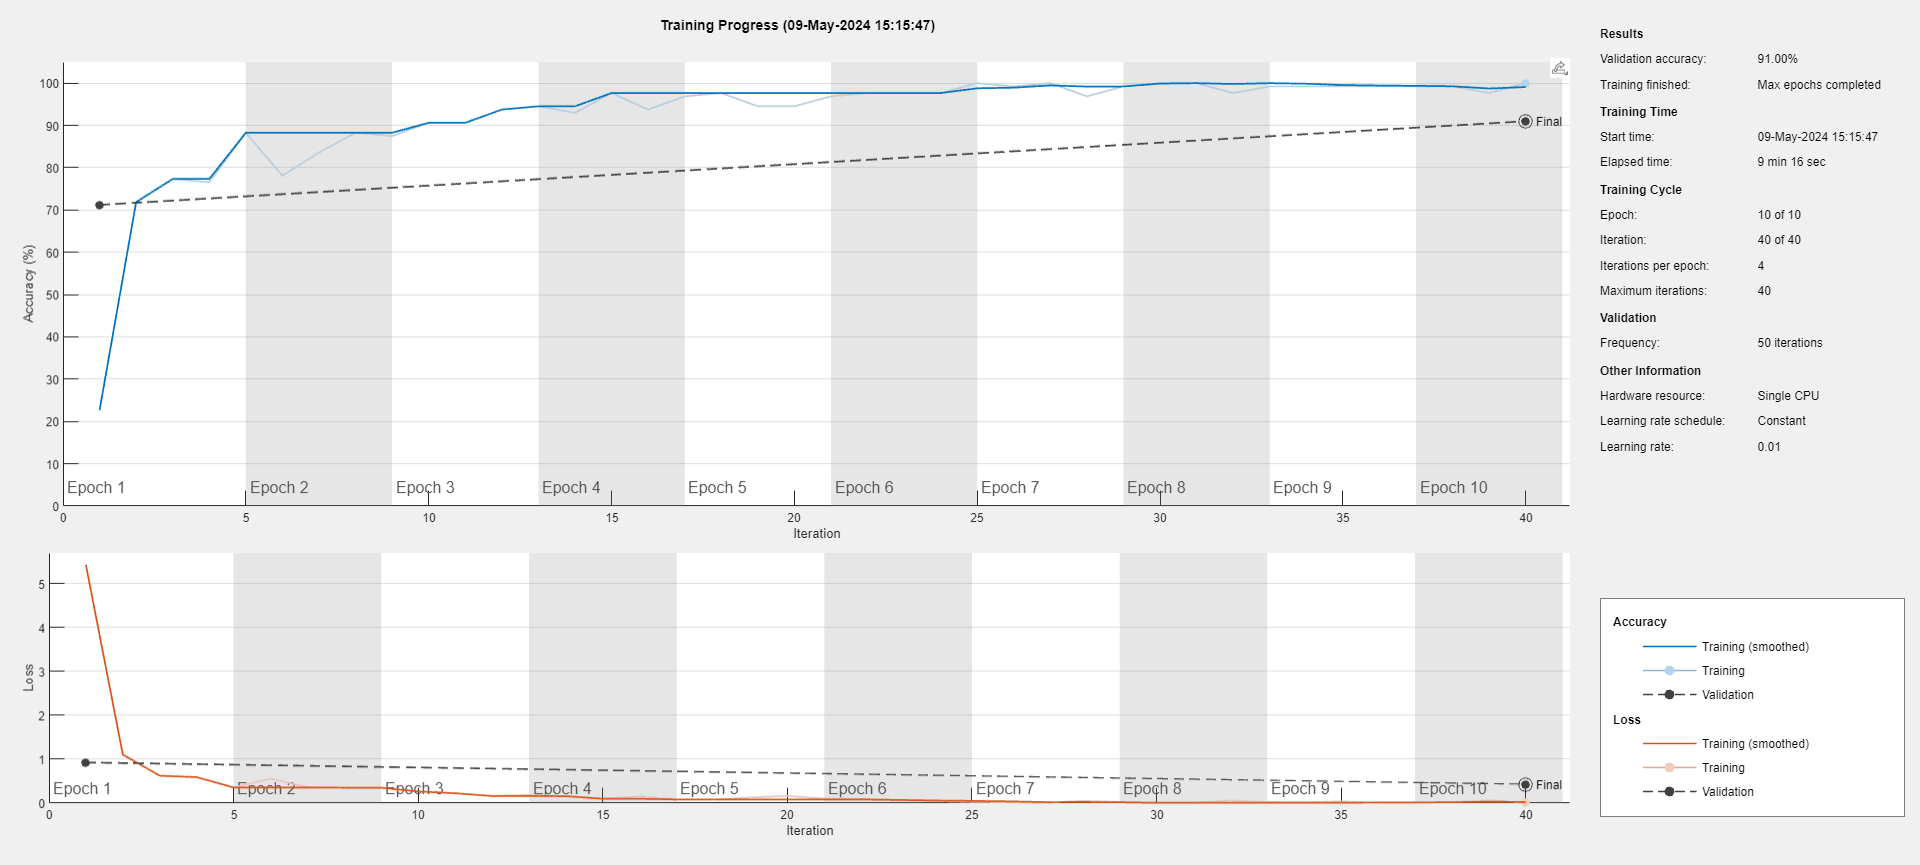 Training Progress (09-May-2024 15:15:47)
100
90
80
70
60
50
40
30
20
10
0
Accuracy (%)
Epoch 1 Epoch 2 Epoch 3 Epoch 4 Epoch 5 Epoch 6 Epoch 7 Epoch 8 Epoch 9 Epoch 10
Final
0 5 10 15 20 25 30 35 40
Iteration
5
4
3
2
1
0
Loss
Epoch 1 Epoch 2 Epoch 3 Epoch 4 Epoch 5 Epoch 6 Epoch 7 Epoch 8 Epoch 9 Epoch 10
Final
0 5 10 15 20 25 30 35 40
Iteration
Results
Validation accuracy: 91.00%
Training finished: Max epochs completed
Training Time
Start time: 09-May-2024 15:15:47
Elapsed time: 9 min 16 sec
Training Cycle
Epoch: 10 of 10
Iteration: 40 of 40
Iterations per epoch: 4
Maximum iterations: 40
Validation
Frequency: 50 iterations
Other Information
Hardware resource: Single CPU
Learning rate schedule: Constant
Learning rate: 0.01
Accuracy
Training (smoothed)
Training
Validation
Loss
Training (smoothed)
Training
Validation